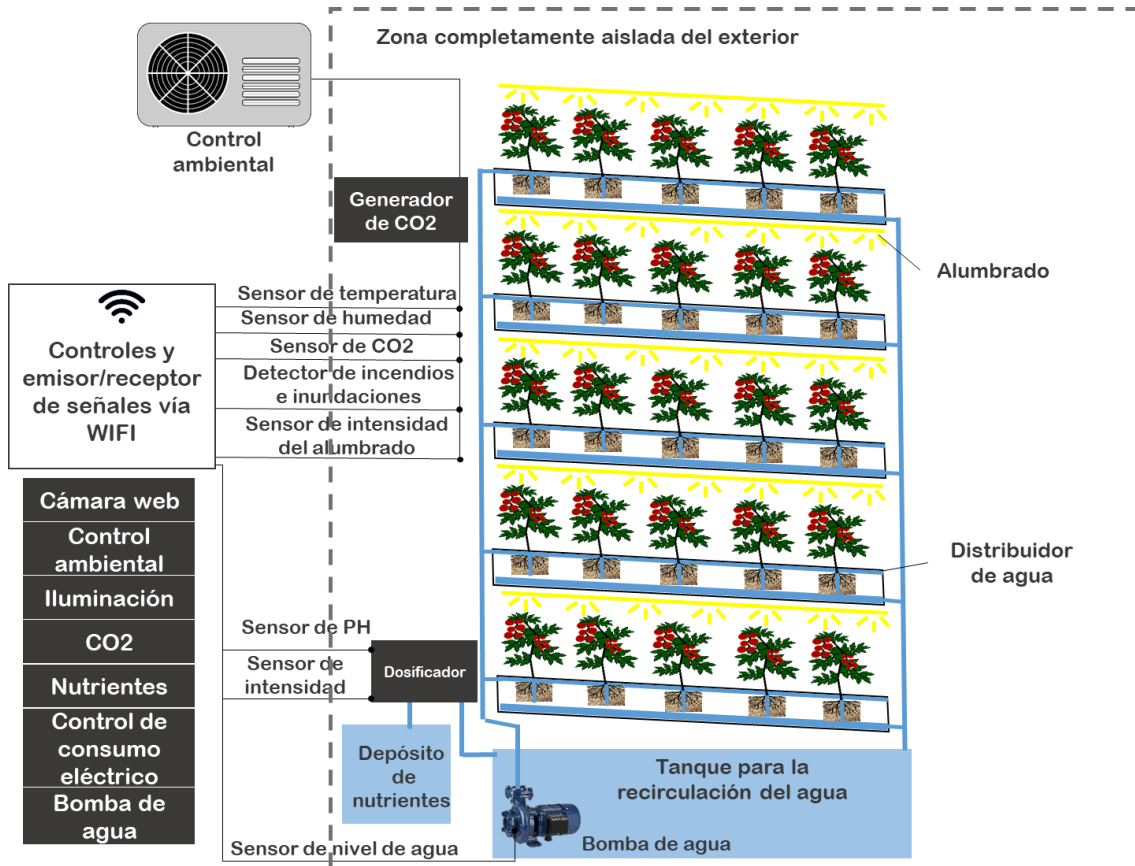 Zona completamente aislada del exterior
Control
ambiental
Generador
de CO2
Alumbrado
Sensor de temperatura
Sensor de humedad
Sensor de CO2
Detector de incendios
e inundaciones
Sensor de intensidad
del alumbrado
Controles y
emisor/receptor
de señales vía
WIFI
Cámara web
Control
ambiental
Iluminación
CO2
Nutrientes
Control de
consumo
eléctrico
Bomba de
agua
Distribuidor
de agua
Sensor de PH
Sensor de
intensidad
Dosificador
Depósito
de
nutrientes
Tanque para la
recirculación del agua
Bomba de agua
Sensor de nivel de agua